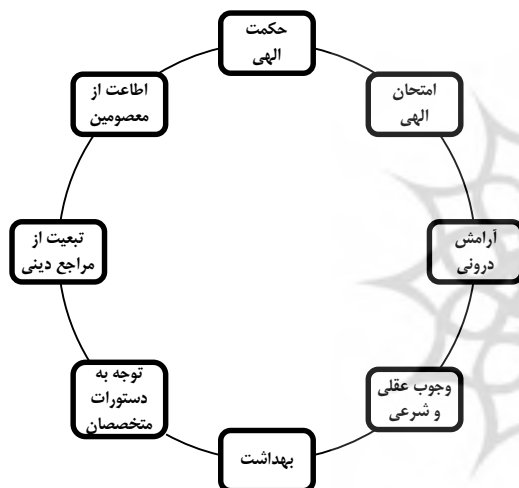 حکمت
الهی
امتحان
الهی
آرامش
درونی
وجوب عقلی
و شرعی
بهداشت
توجه به
دستورات
متخصصان
تبعیت از
مراجع دینی
اطاعت از
معصومین